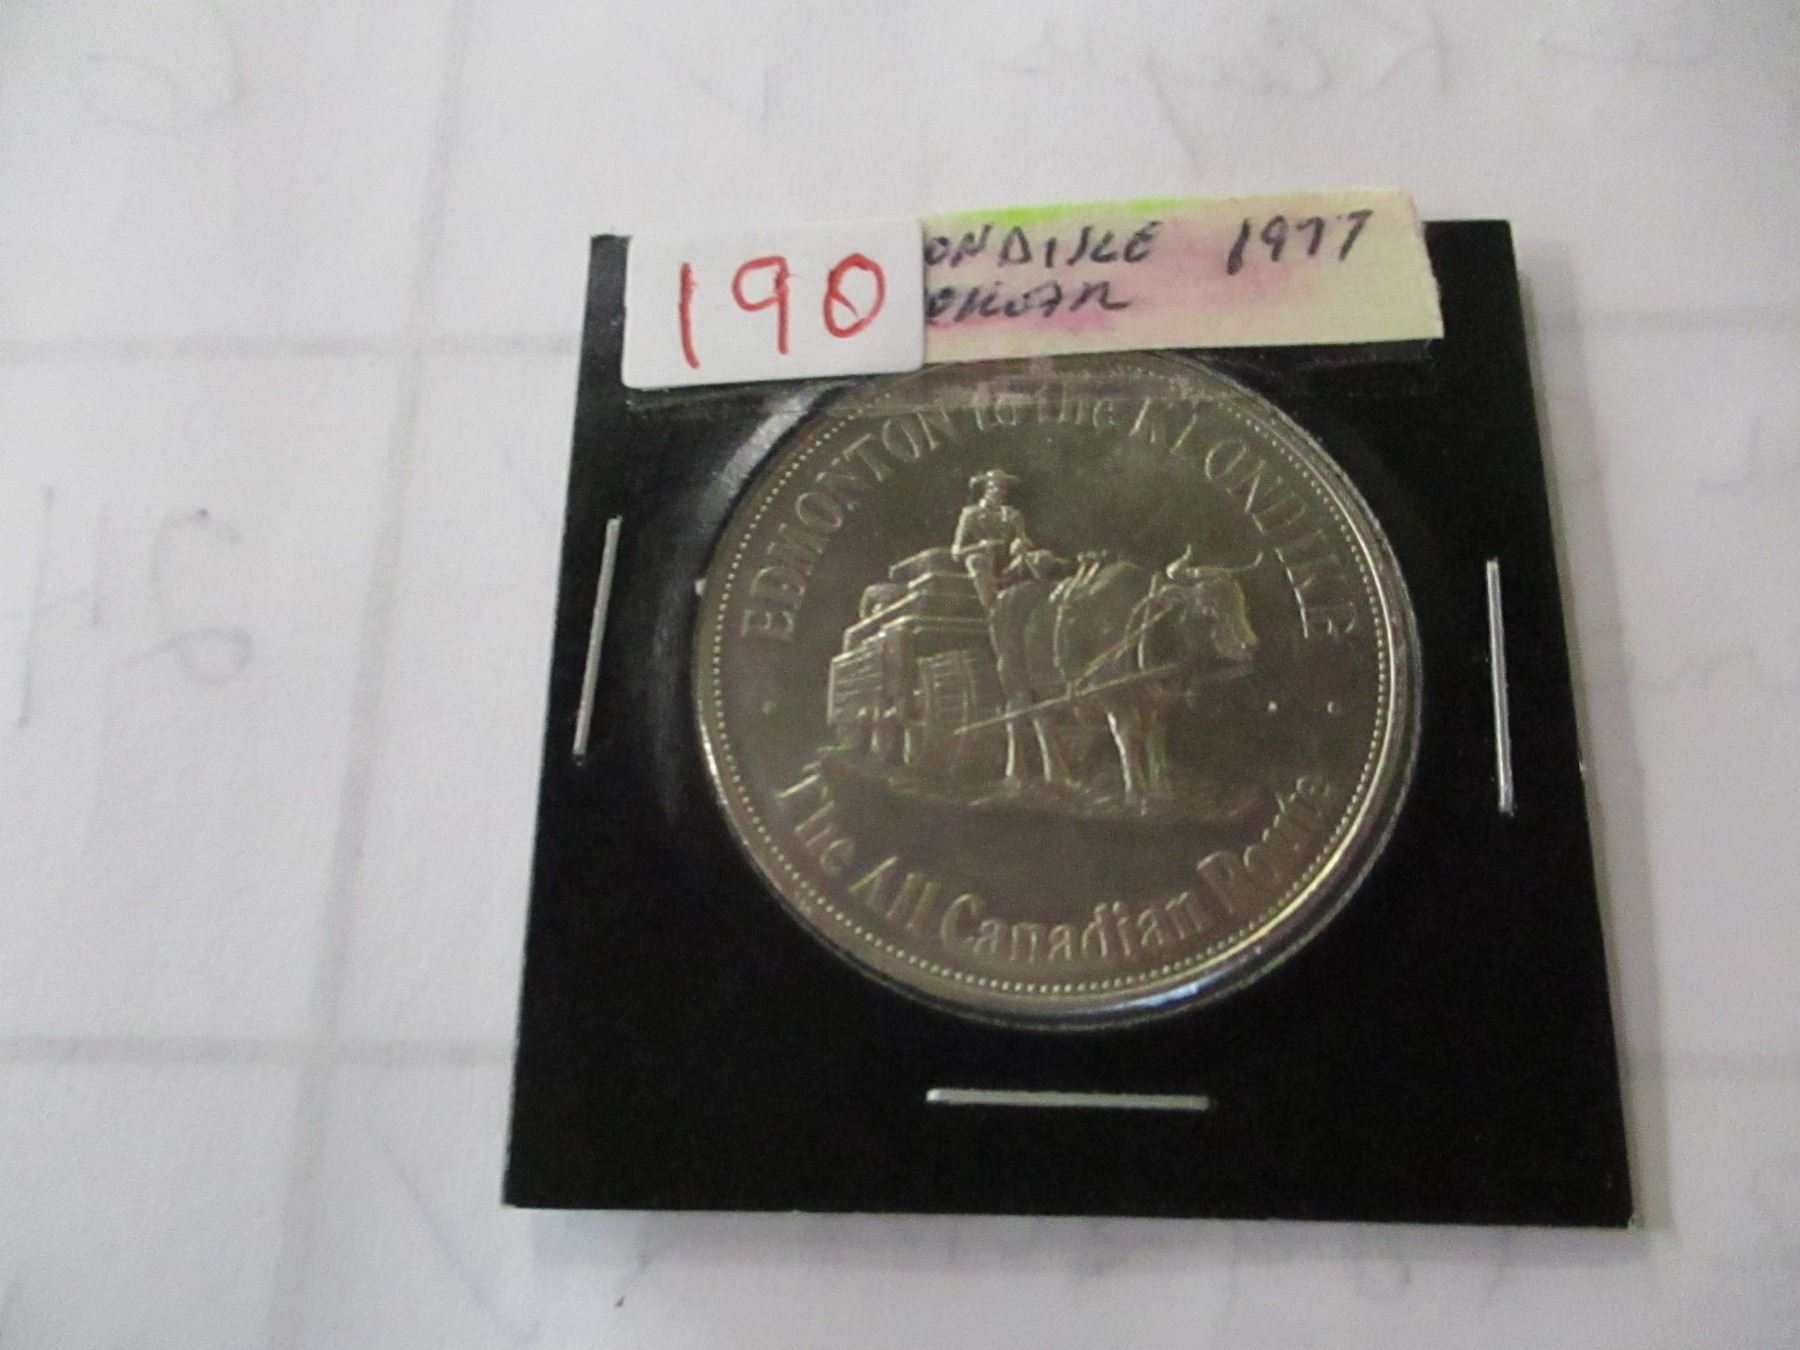 190
ONDIKE 1977
EDMONTON to the KLONDIKE
The All Canadian Route